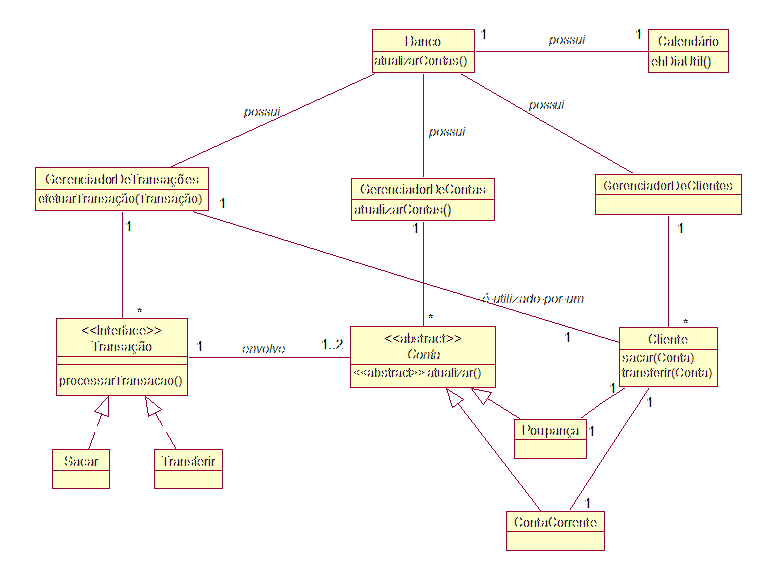 Banco
atualizarContas()
1
possui
1
Calendário
ehDiaUtil()
possui
possui
possui
GerenciadorDeTransações
efetuarTransação(Transação)
1
1
GerenciadorDeContas
atualizarContas()
1
GerenciadorDeClientes
1
é-utilizado-por-um
*
*
*
<<Interface>>
Transação
processarTransacao()
1
envolve
1..2
<<abstract>>
Conta
<<abstract>> atualizar()
1
Cliente
sacar(Conta)
transferir(Conta)
1
1
Poupança
1
Sacar
Transferir
1
ContaCorrente